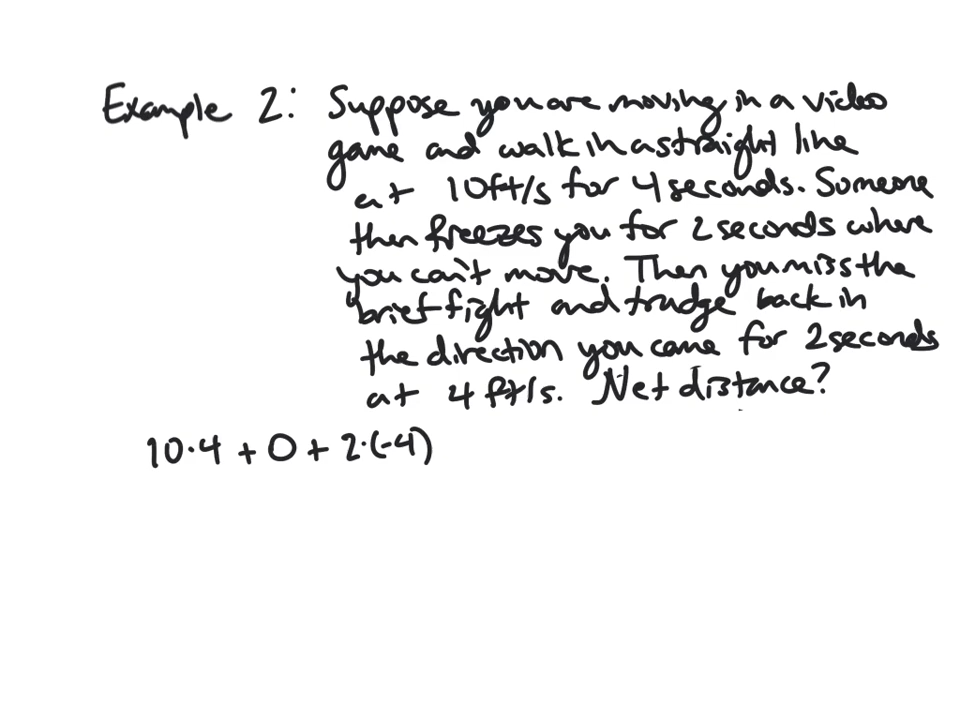 Example 2: Suppose you are moving in a video
game and walk in a straight line
at 10ft/s for 4 seconds. Someone
then freezes you for 2 seconds where
you can't move. Then you miss the
brief fight and trudge back in
the direction you came for 2 seconds
at 4 ft/s. Net distance?
10·4 + 0 + 2·(-4)